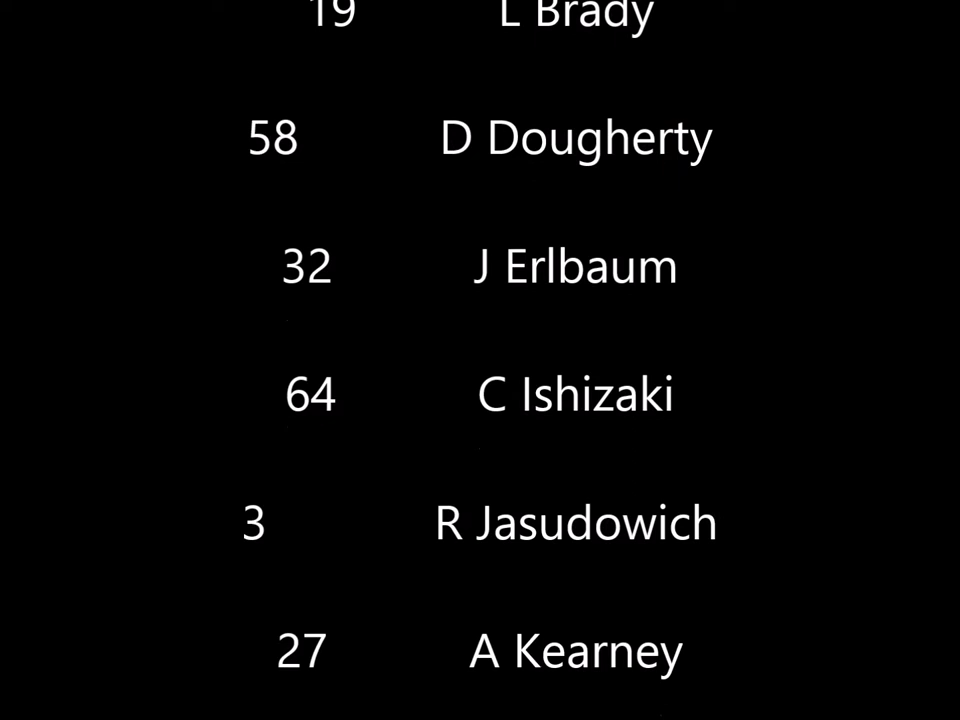 19 L Brady
58 D Dougherty
32 J Erlbaum
64 C Ishizaki
3 R Jasudowich
27 A Kearney